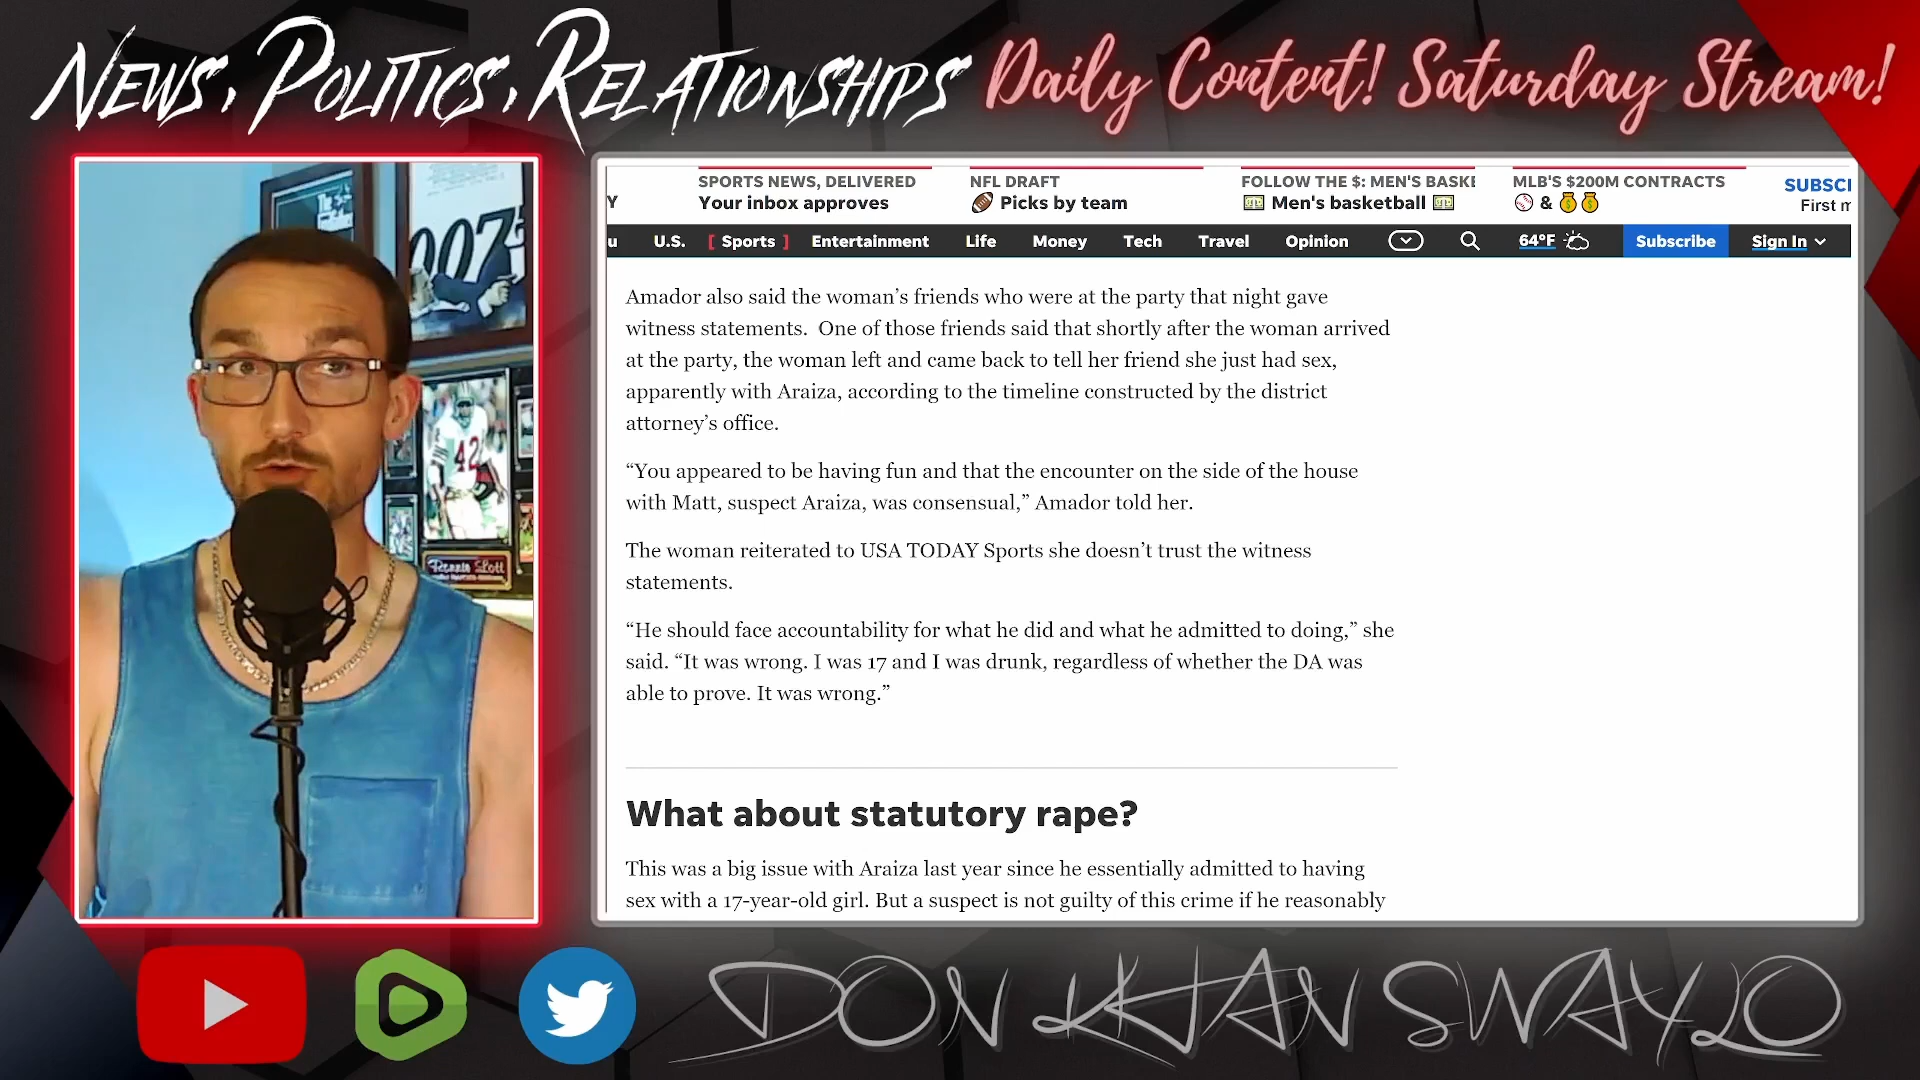 NEWS, POLITICS, RELATIONSHIPS Daily Content! Saturday Stream!
007
42
Ronnie Lott
Y
SPORTS NEWS, DELIVERED
Your inbox approves
NFL DRAFT
🏈 Picks by team
FOLLOW THE $: MEN'S BASKE
💵 Men's basketball 💵
MLB'S $200M CONTRACTS
⚾ & 💰💰
SUBSCI
First m
u U.S. [ Sports ] Entertainment Life Money Tech Travel Opinion 64°F Subscribe Sign In
Amador also said the woman’s friends who were at the party that night gave
witness statements.  One of those friends said that shortly after the woman arrived
at the party, the woman left and came back to tell her friend she just had sex,
apparently with Araiza, according to the timeline constructed by the district
attorney’s office.
“You appeared to be having fun and that the encounter on the side of the house
with Matt, suspect Araiza, was consensual,” Amador told her.
The woman reiterated to USA TODAY Sports she doesn’t trust the witness
statements.
“He should face accountability for what he did and what he admitted to doing,” she
said. “It was wrong. I was 17 and I was drunk, regardless of whether the DA was
able to prove. It was wrong.”
What about statutory rape?
This was a big issue with Araiza last year since he essentially admitted to having
sex with a 17-year-old girl. But a suspect is not guilty of this crime if he reasonably
DON KHAN SWAYLO